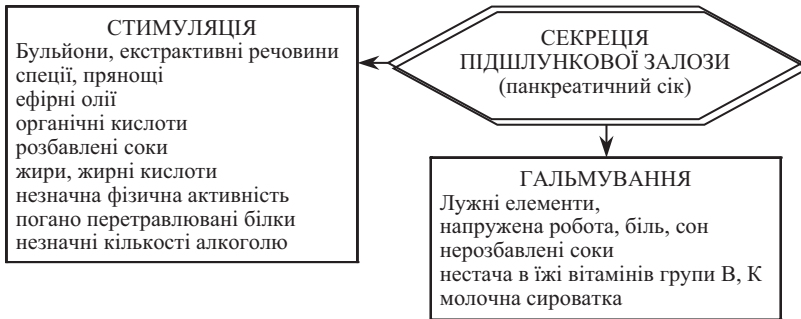 СТИМУЛЯЦІЯ
Бульйони, екстрактивні речовини
спеції, прянощі
ефірні олії
органічні кислоти
розбавлені соки
жири, жирні кислоти
незначна фізична активність
погано перетравлювані білки
незначні кількості алкоголю
СЕКРЕЦІЯ
ПІДШЛУНКОВОЇ ЗАЛОЗИ
(панкреатичний сік)
ГАЛЬМУВАННЯ
Лужні елементи,
напружена робота, біль, сон
нерозбавлені соки
нестача в їжі вітамінів групи В, К
молочна сироватка